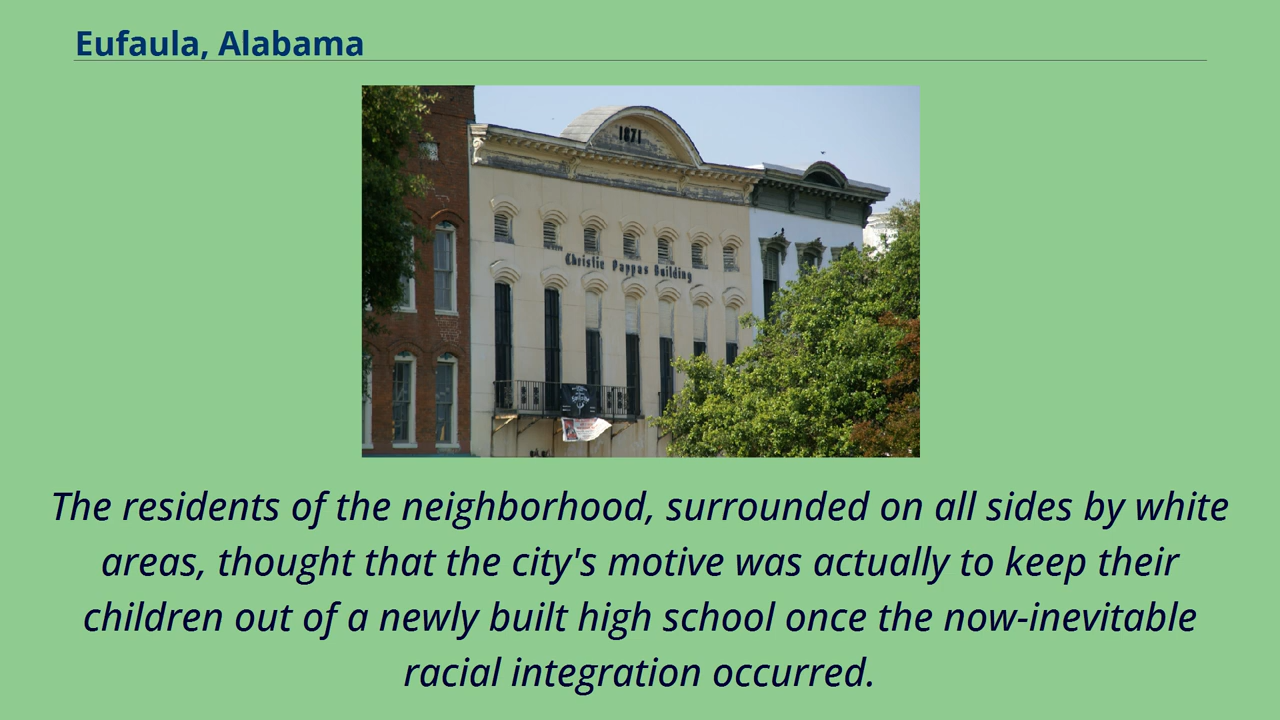 Eufaula, Alabama
1871
Christie Pappas Building
The residents of the neighborhood, surrounded on all sides by white
areas, thought that the city's motive was actually to keep their
children out of a newly built high school once the now-inevitable
racial integration occurred.